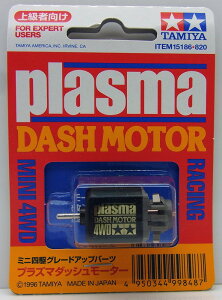 上級者向け
FOR EXPERT
USERS
TAMIYA
TAMIYA AMERICA, INC. IRVINE, CA
ITEM15186-820
plasma
DASH MOTOR
MINI 4WD
RACING
plasma
DASH MOTOR
4WD
ミニ四駆グレードアップパーツ
プラズマダッシュモーター
©1996 TAMIYA MADE IN JAPAN
4 950344 998487